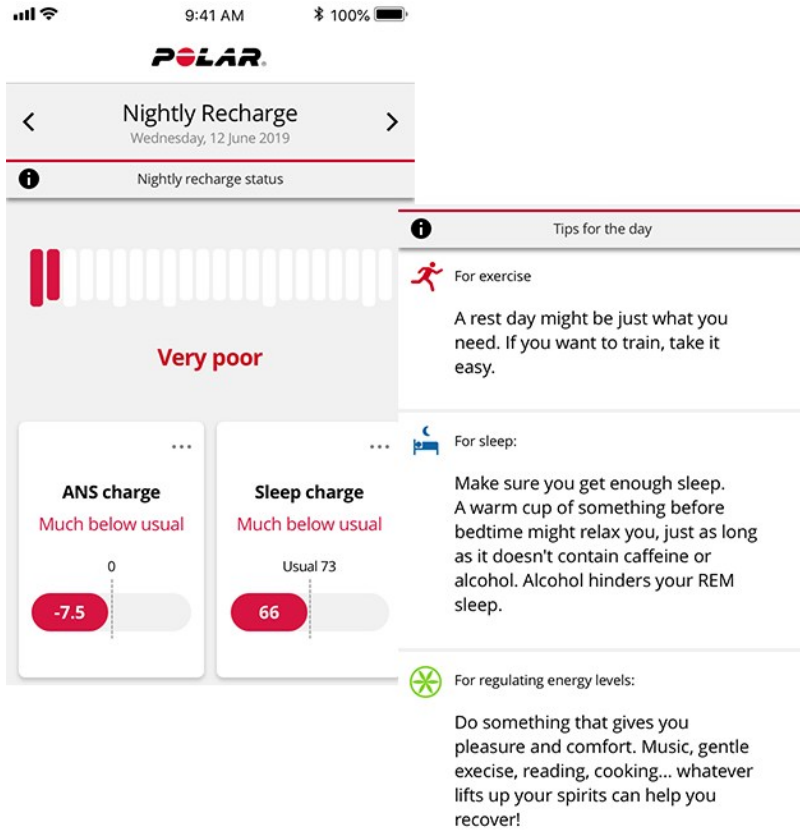 9:41 AM
100%
POLAR.
Nightly Recharge
Wednesday, 12 June 2019
Nightly recharge status
Very poor
ANS charge
Much below usual
0
-7.5
Sleep charge
Much below usual
Usual 73
66
Tips for the day
For exercise
A rest day might be just what you
need. If you want to train, take it
easy.
For sleep:
Make sure you get enough sleep.
A warm cup of something before
bedtime might relax you, just as long
as it doesn't contain caffeine or
alcohol. Alcohol hinders your REM
sleep.
For regulating energy levels:
Do something that gives you
pleasure and comfort. Music, gentle
execise, reading, cooking... whatever
lifts up your spirits can help you
recover!